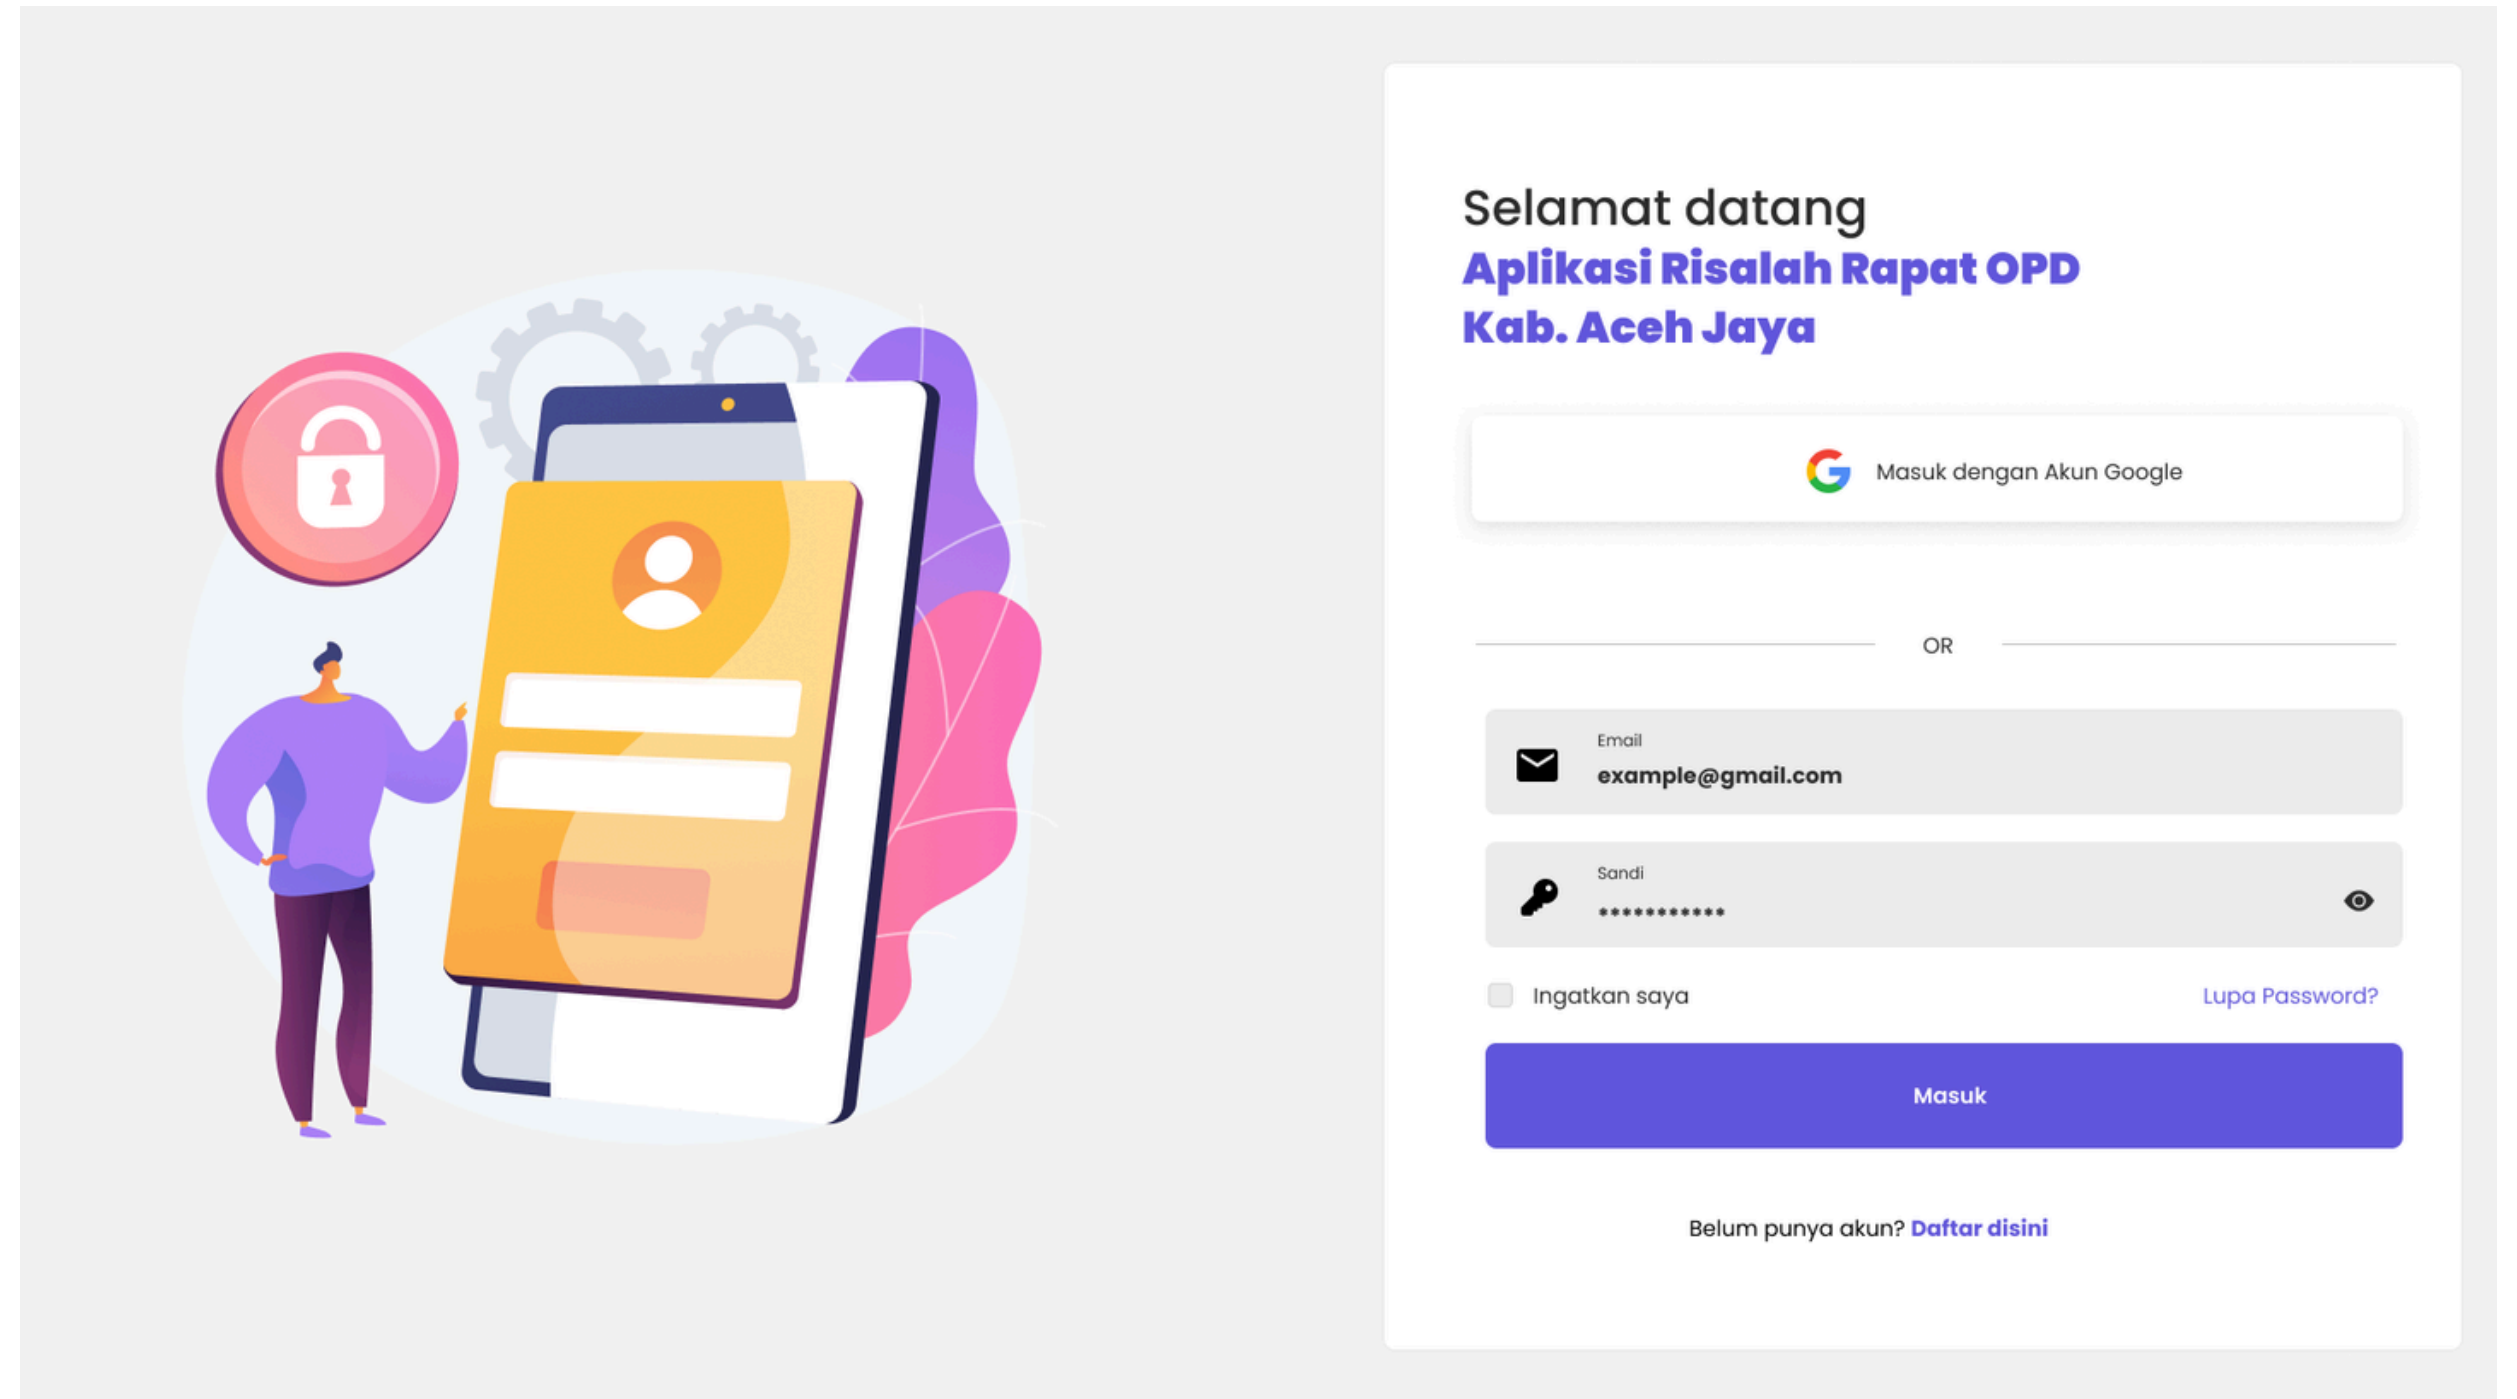 Selamat datang
Aplikasi Risalah Rapat OPD
Kab. Aceh Jaya
Masuk dengan Akun Google
OR
Email
example@gmail.com
Sandi
***********
Ingatkan saya
Lupa Password?
Masuk
Belum punya akun? Daftar disini